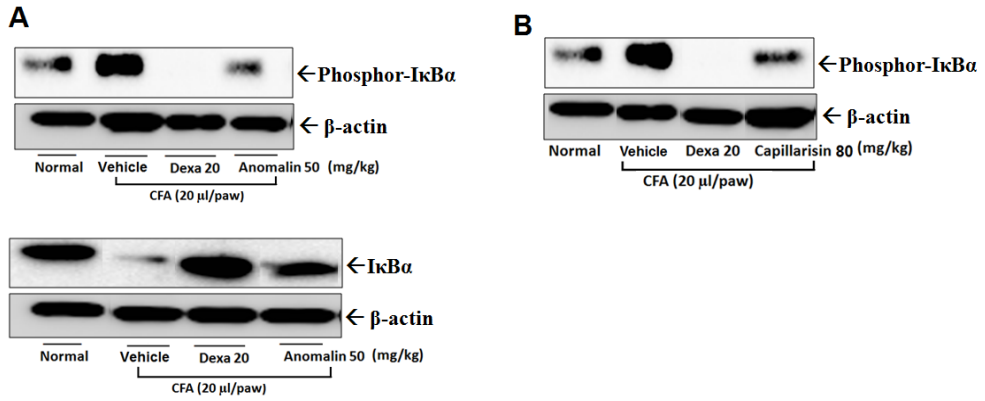 A
←Phosphor-IκBα
←β-actin
Normal Vehicle Dexa 20 Anomalin 50 (mg/kg)
CFA (20 µl/paw)
←IκBα
←β-actin
Normal Vehicle Dexa 20 Anomalin 50 (mg/kg)
CFA (20 µl/paw)
B
←Phosphor-IκBα
←β-actin
Normal Vehicle Dexa 20 Capillarisin 80 (mg/kg)
CFA (20 µl/paw)